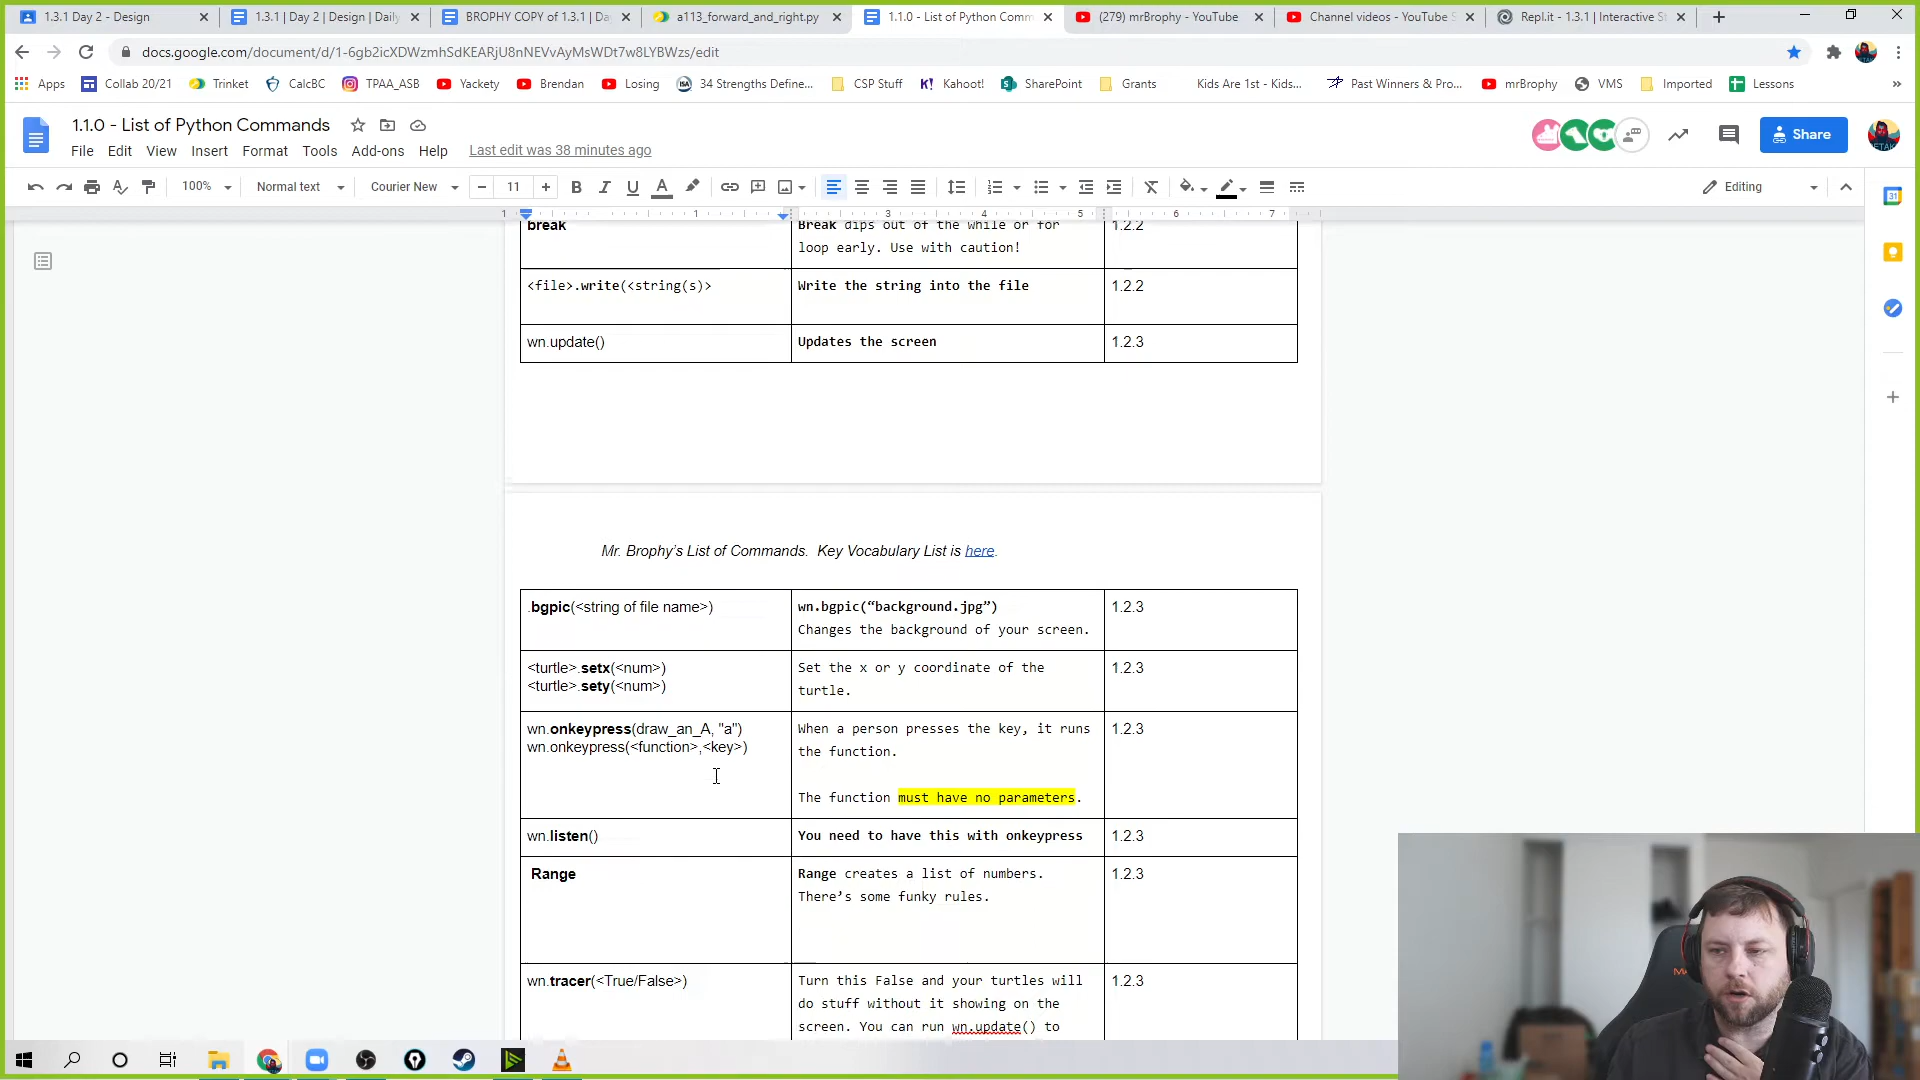 1.3.1 Day 2 - Design
1.3.1 | Day 2 | Design | Daily
BROPHY COPY of 1.3.1 | Da
a113_forward_and_right.py
1.1.0 - List of Python Comm
(279) mrBrophy - YouTube
Channel videos - YouTube S
Repl.it - 1.3.1 | Interactive St
docs.google.com/document/d/1-6gb2icXDWzmhSdKEARjU8nNEVvAyMsWDt7w8LYBWzs/edit
Apps
Collab 20/21
Trinket
CalcBC
TPAA_ASB
Yackety
Brendan
Losing
34 Strengths Define...
CSP Stuff
Kahoot!
SharePoint
Grants
Kids Are 1st - Kids...
Past Winners & Pro...
mrBrophy
VMS
Imported
Lessons
1.1.0 - List of Python Commands
File Edit View Insert Format Tools Add-ons Help
Last edit was 38 minutes ago
Share
100%
Normal text
Courier New
11
Editing
1 1 3 4 5 6 7
break
Break dips out of the while or for
loop early. Use with caution!
1.2.2
<file>.write(<string(s)>
Write the string into the file
1.2.2
wn.update()
Updates the screen
1.2.3
Mr. Brophy's List of Commands. Key Vocabulary List is here.
.bgpic(<string of file name>)
wn.bgpic(“background.jpg”)
Changes the background of your screen.
1.2.3
<turtle>.setx(<num>)
<turtle>.sety(<num>)
Set the x or y coordinate of the
turtle.
1.2.3
wn.onkeypress(draw_an_A, "a")
wn.onkeypress(<function>,<key>)
When a person presses the key, it runs
the function.
The function must have no parameters.
1.2.3
wn.listen()
You need to have this with onkeypress
1.2.3
Range
Range creates a list of numbers.
There’s some funky rules.
1.2.3
wn.tracer(<True/False>)
Turn this False and your turtles will
do stuff without it showing on the
screen. You can run wn.update() to
1.2.3